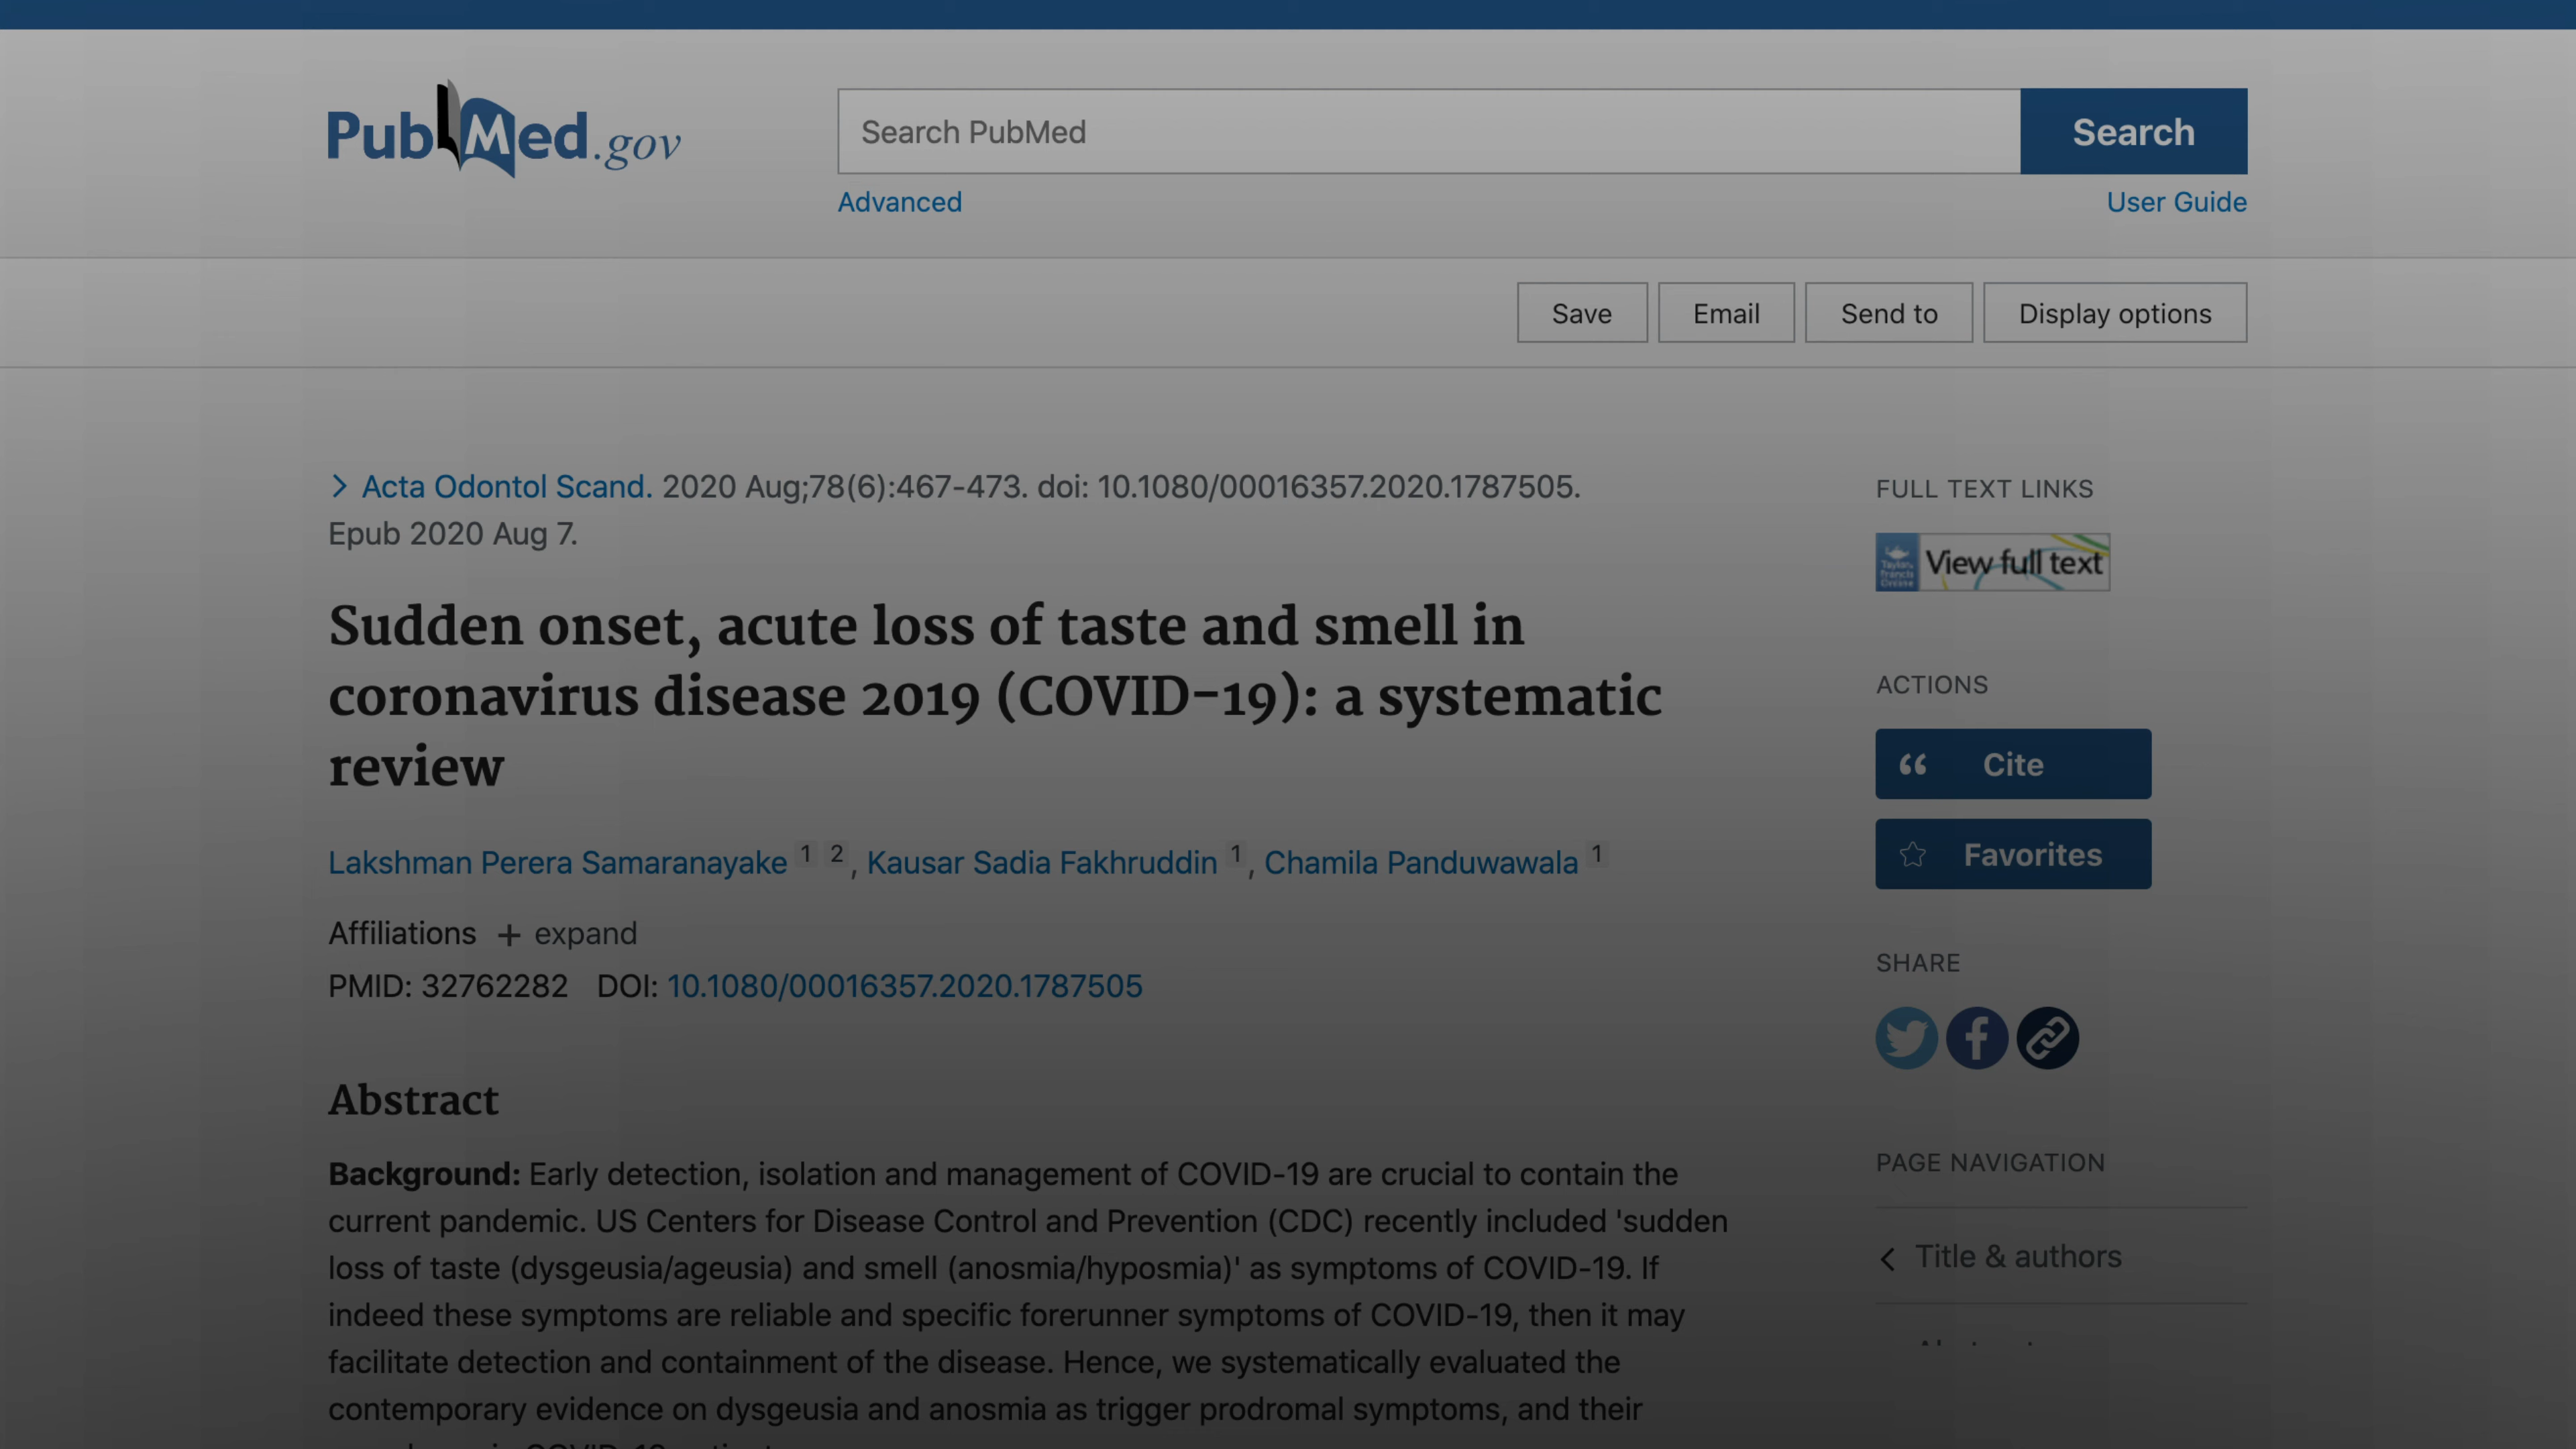 PubMed.gov
Search PubMed
Search
Advanced
User Guide
Save
Email
Send to
Display options
Acta Odontol Scand. 2020 Aug;78(6):467-473. doi: 10.1080/00016357.2020.1787505.
Epub 2020 Aug 7.
Sudden onset, acute loss of taste and smell in
coronavirus disease 2019 (COVID-19): a systematic
review
Lakshman Perera Samaranayake 1 2, Kausar Sadia Fakhruddin 1, Chamila Panduwawala 1
Affiliations + expand
PMID: 32762282 DOI: 10.1080/00016357.2020.1787505
Abstract
Background: Early detection, isolation and management of COVID-19 are crucial to contain the
current pandemic. US Centers for Disease Control and Prevention (CDC) recently included 'sudden
loss of taste (dysgeusia/ageusia) and smell (anosmia/hyposmia)' as symptoms of COVID-19. If
indeed these symptoms are reliable and specific forerunner symptoms of COVID-19, then it may
facilitate detection and containment of the disease. Hence, we systematically evaluated the
contemporary evidence on dysgeusia and anosmia as trigger prodromal symptoms, and their
FULL TEXT LINKS
Taylor & Francis Online
View full text
ACTIONS
Cite
Favorites
SHARE
PAGE NAVIGATION
Title & authors